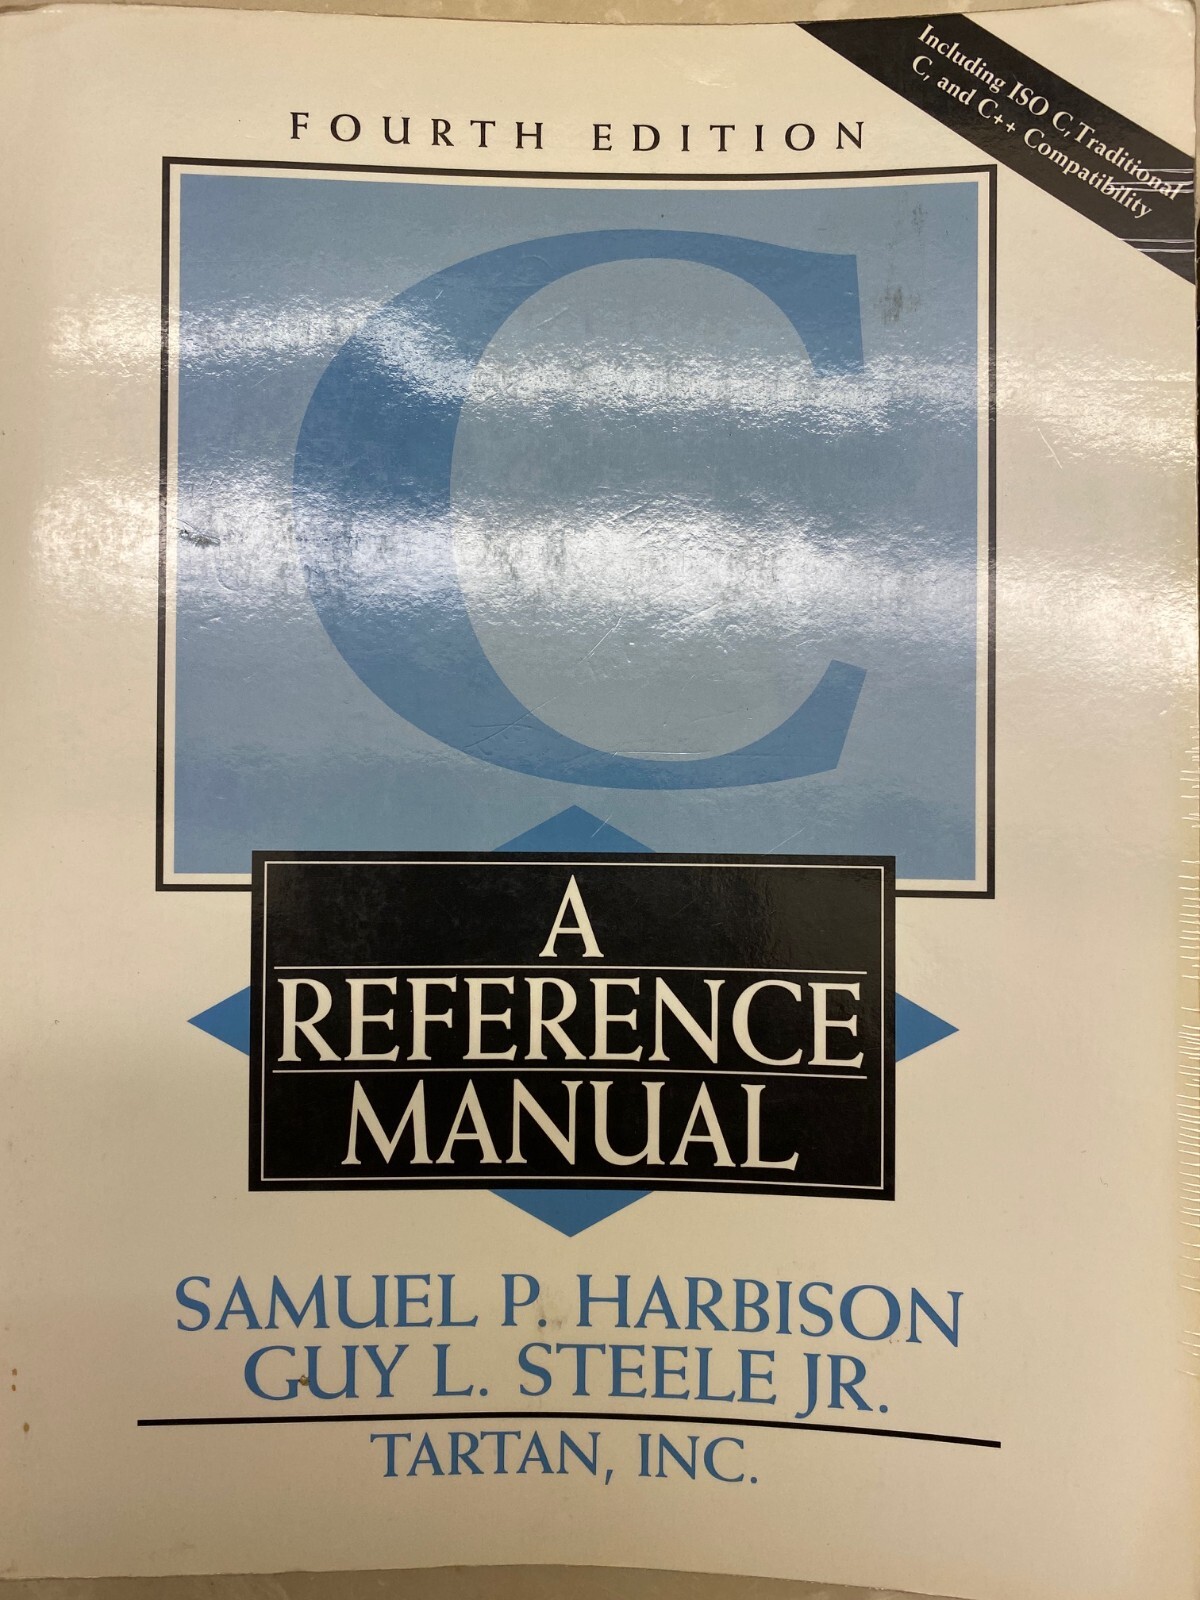 Including ISO C, Traditional
C, and C++ Compatibility
FOURTH EDITION
C
A
REFERENCE
MANUAL
SAMUEL P. HARBISON
GUY L. STEELE JR.
TARTAN, INC.